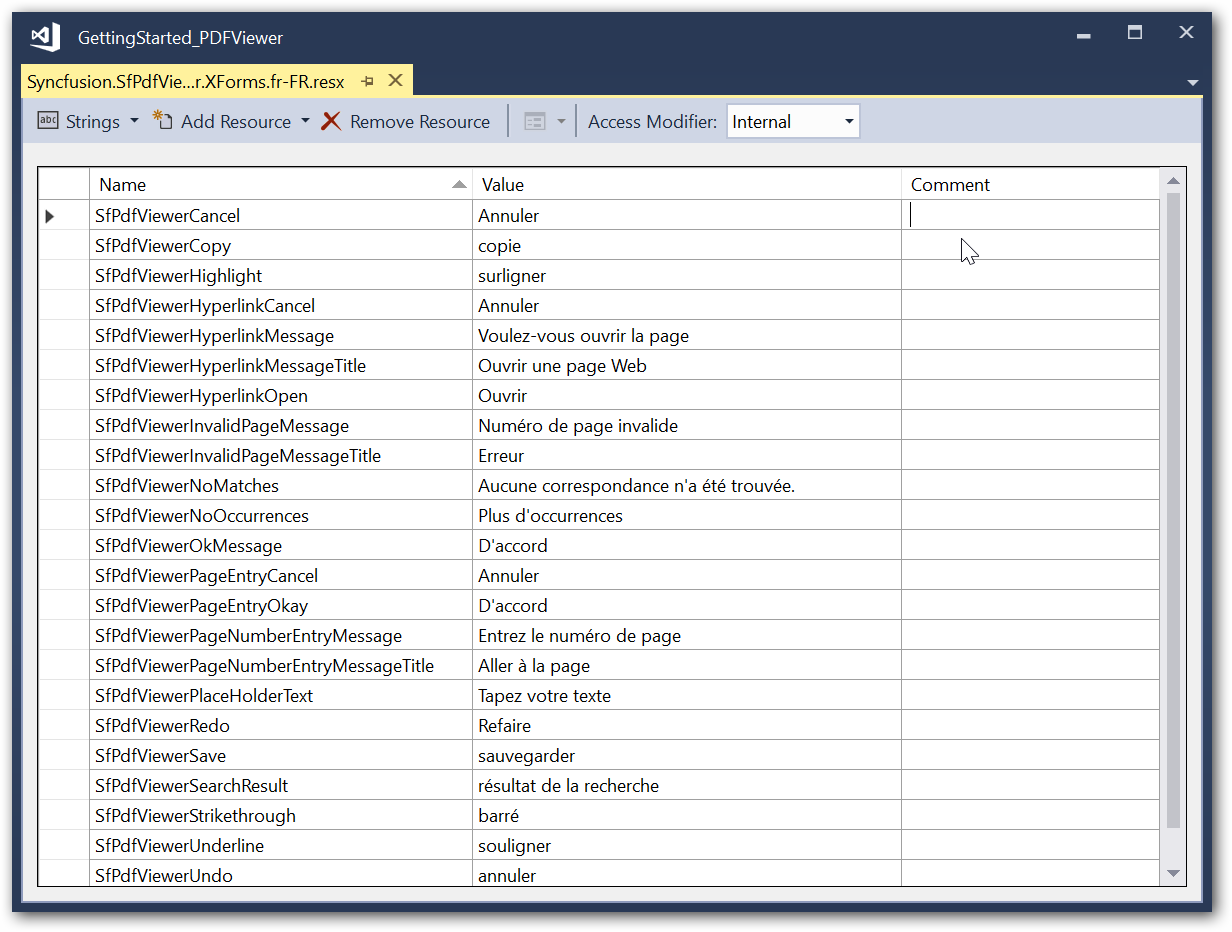 GettingStarted_PDFViewer
Syncfusion.SfPdfVie...r.XForms.fr-FR.resx
abc Strings Add Resource Remove Resource Access Modifier: Internal
Name Value Comment
SfPdfViewerCancel Annuler
SfPdfViewerCopy copie
SfPdfViewerHighlight surligner
SfPdfViewerHyperlinkCancel Annuler
SfPdfViewerHyperlinkMessage Voulez-vous ouvrir la page
SfPdfViewerHyperlinkMessageTitle Ouvrir une page Web
SfPdfViewerHyperlinkOpen Ouvrir
SfPdfViewerInvalidPageMessage Numéro de page invalide
SfPdfViewerInvalidPageMessageTitle Erreur
SfPdfViewerNoMatches Aucune correspondance n'a été trouvée.
SfPdfViewerNoOccurrences Plus d'occurrences
SfPdfViewerOkMessage D'accord
SfPdfViewerPageEntryCancel Annuler
SfPdfViewerPageEntryOkay D'accord
SfPdfViewerPageNumberEntryMessage Entrez le numéro de page
SfPdfViewerPageNumberEntryMessageTitle Aller à la page
SfPdfViewerPlaceHolderText Tapez votre texte
SfPdfViewerRedo Refaire
SfPdfViewerSave sauvegarder
SfPdfViewerSearchResult résultat de la recherche
SfPdfViewerStrikethrough barré
SfPdfViewerUnderline souligner
SfPdfViewerUndo annuler